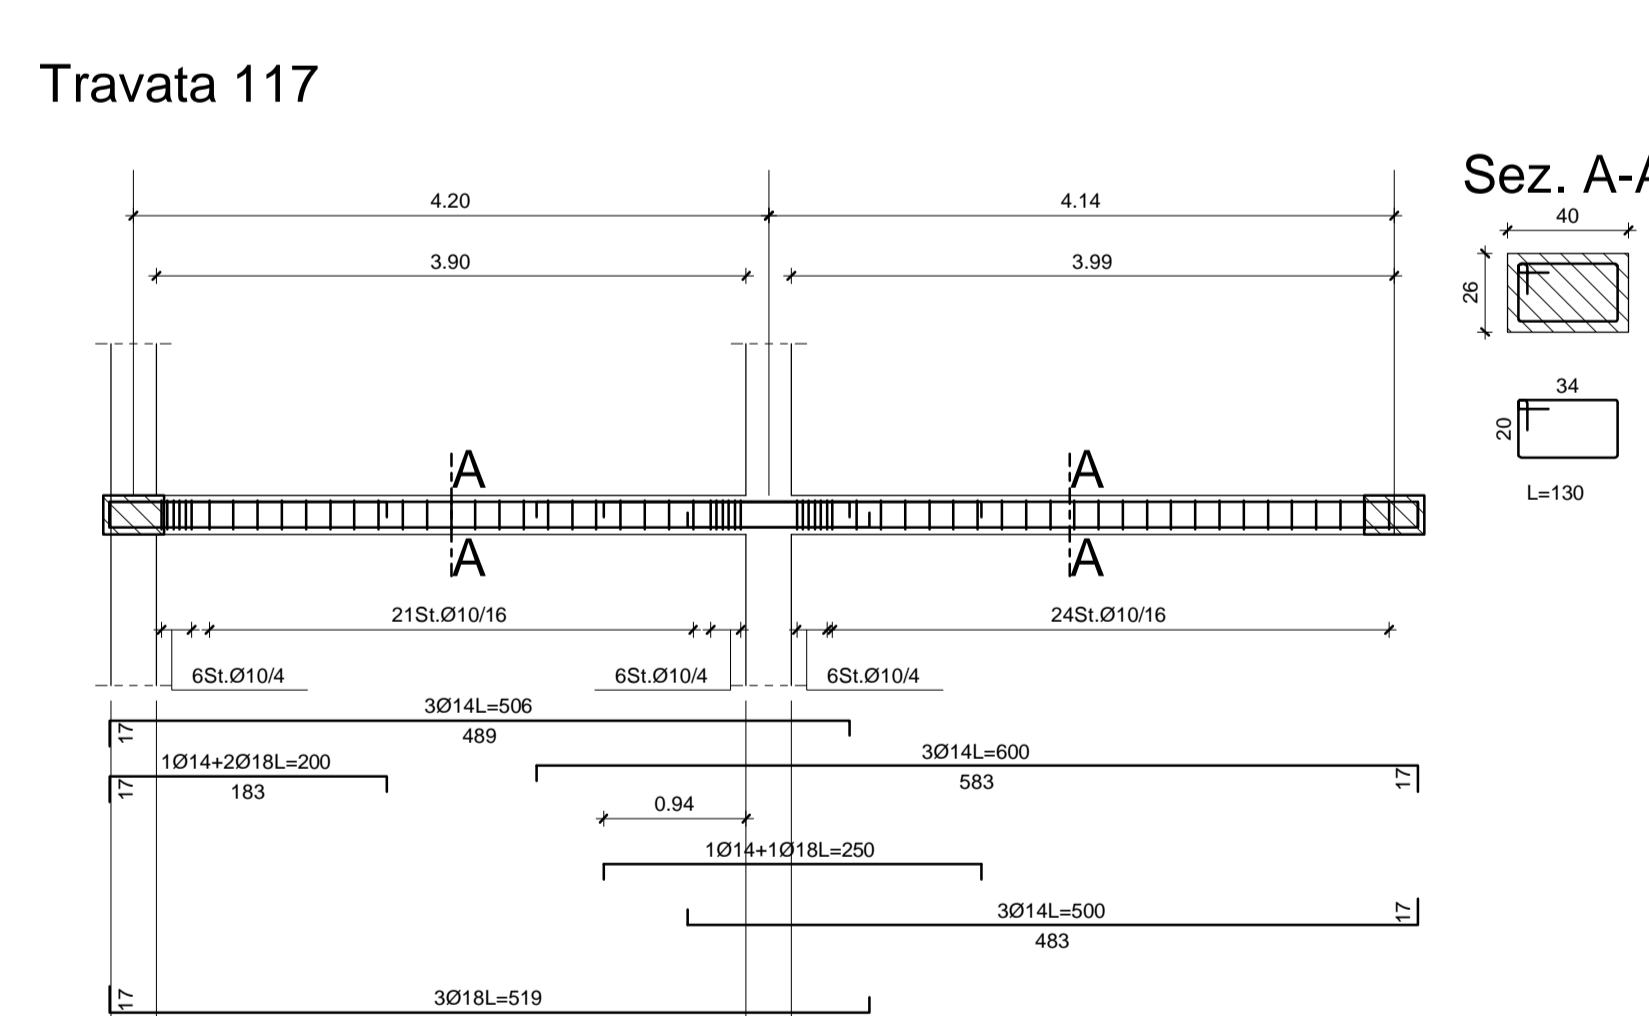 Travata 117
Sez. A-A
4.20
4.14
40
3.90
3.99
26
34
20
L=130
A
A
A
A
21St.Ø10/16
24St.Ø10/16
6St.Ø10/4
6St.Ø10/4
6St.Ø10/4
3Ø14L=506
17
489
1Ø14+2Ø18L=200
17
183
3Ø14L=600
17
583
0.94
1Ø14+1Ø18L=250
3Ø14L=500
17
483
17
3Ø18L=519